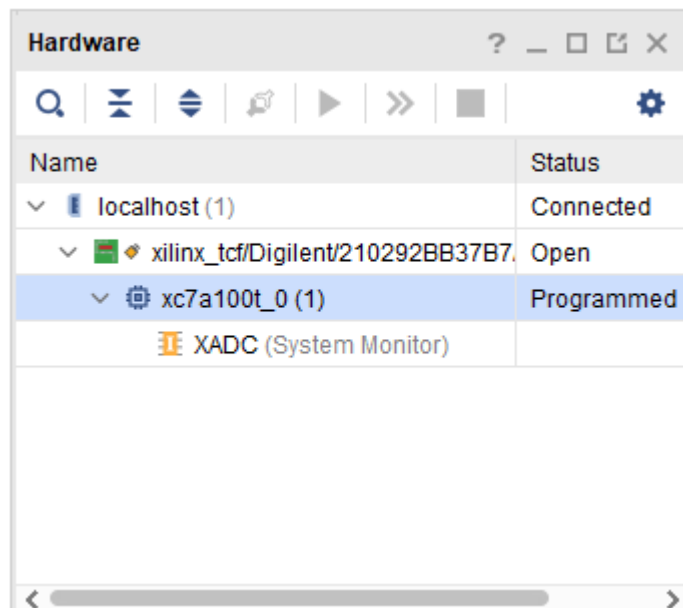 Hardware
?
Name Status
localhost (1) Connected
xilinx_tcf/Digilent/210292BB37B7 Open
xc7a100t_0 (1) Programmed
XADC (System Monitor)